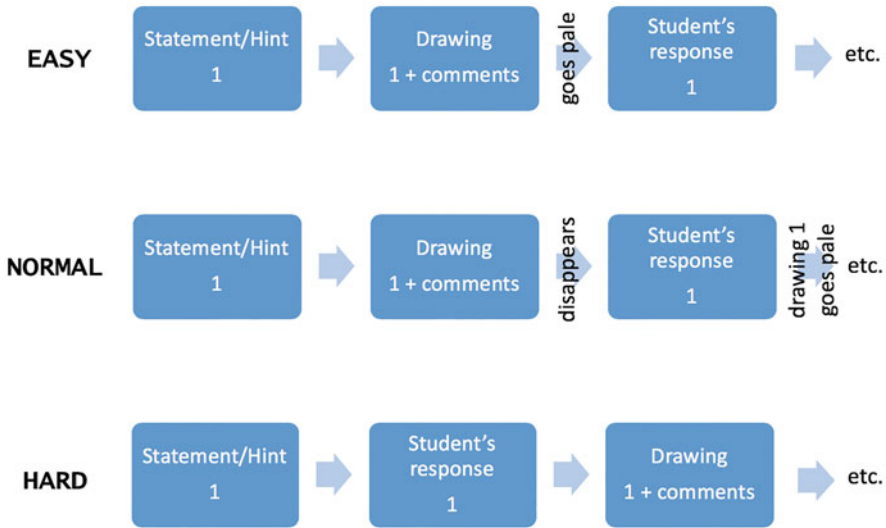 EASY
Statement/Hint
1
Drawing
1 + comments
goes pale
Student's
response
1
etc.
NORMAL
Statement/Hint
1
Drawing
1 + comments
disappears
Student's
response
1
drawing 1
goes pale
etc.
HARD
Statement/Hint
1
Student's
response
1
Drawing
1 + comments
etc.